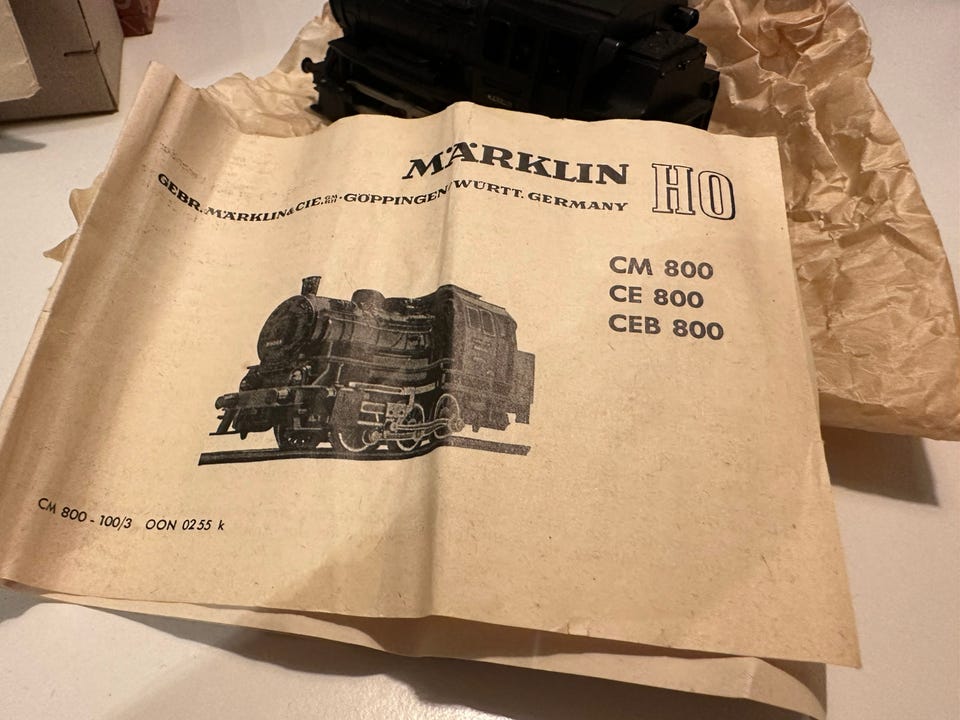 MÄRKLIN HO
GEBR. MÄRKLIN & CIE. · GÖPPINGEN/WÜRTT. GERMANY
CM 800
CE 800
CEB 800
CM 800 - 100/3 OON 0255 k